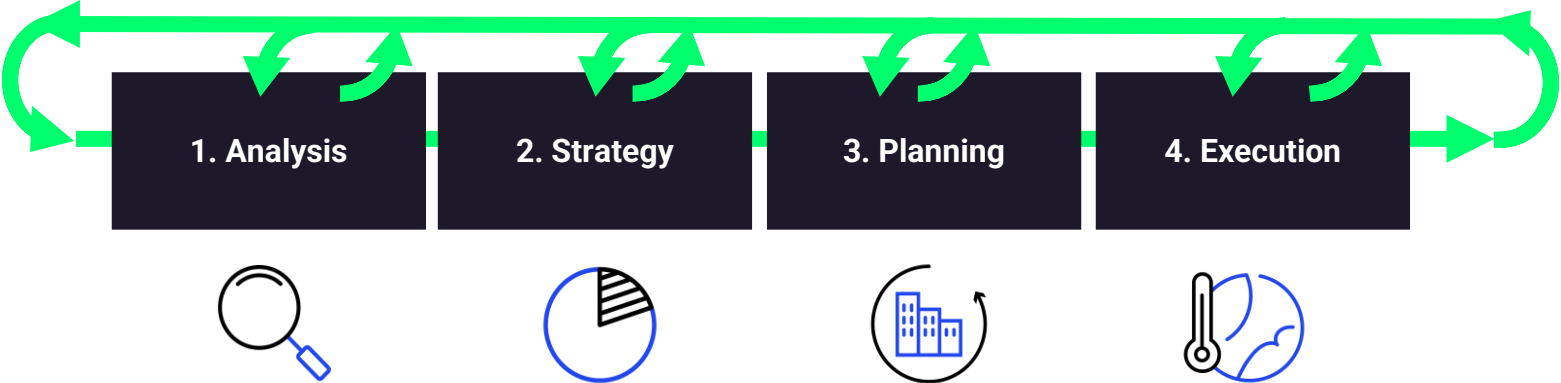 1. Analysis
2. Strategy
3. Planning
4. Execution